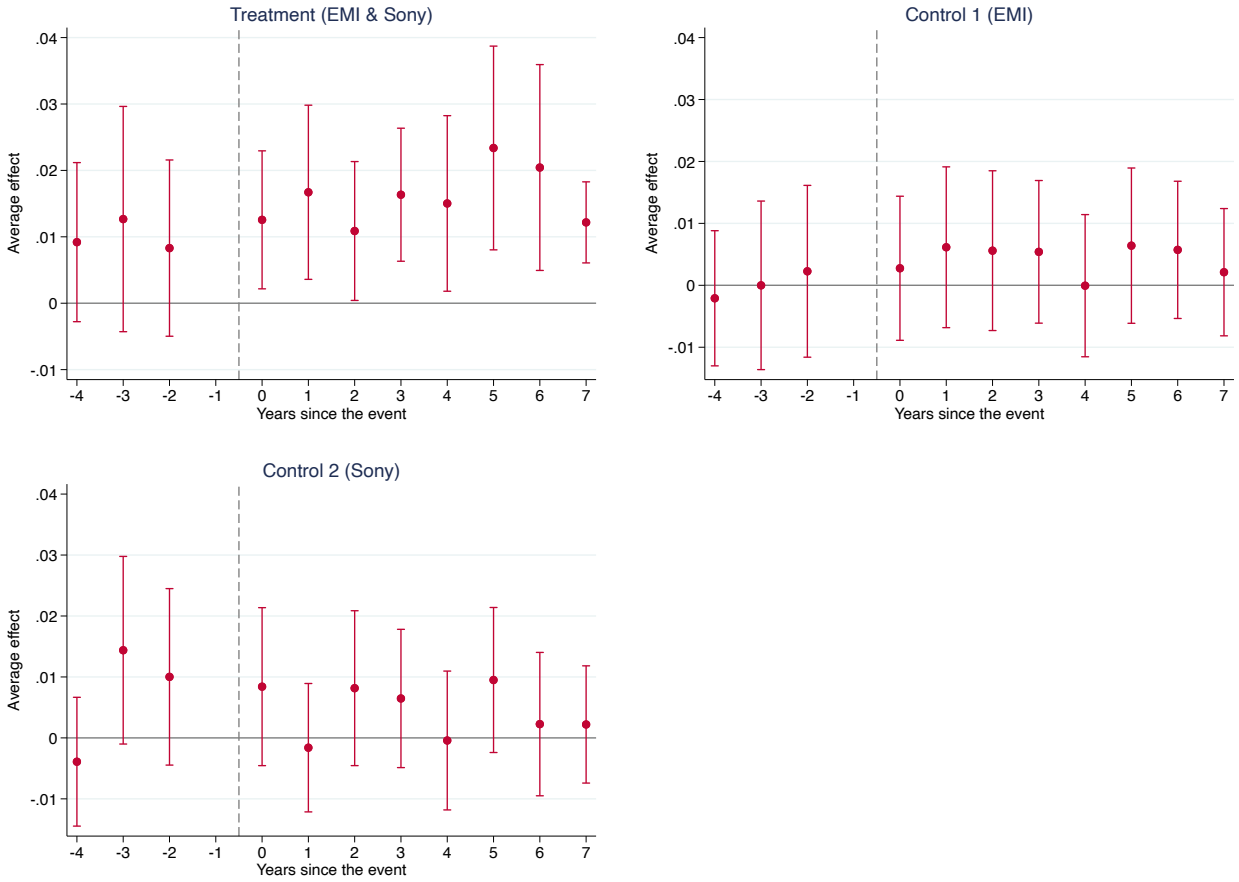 Treatment (EMI & Sony)
.04
.03
.02
.01
0
-.01
Average effect
-4 -3 -2 -1 0 1 2 3 4 5 6 7
Years since the event
Control 1 (EMI)
.04
.03
.02
.01
0
-.01
Average effect
-4 -3 -2 -1 0 1 2 3 4 5 6 7
Years since the event
Control 2 (Sony)
.04
.03
.02
.01
0
-.01
Average effect
-4 -3 -2 -1 0 1 2 3 4 5 6 7
Years since the event